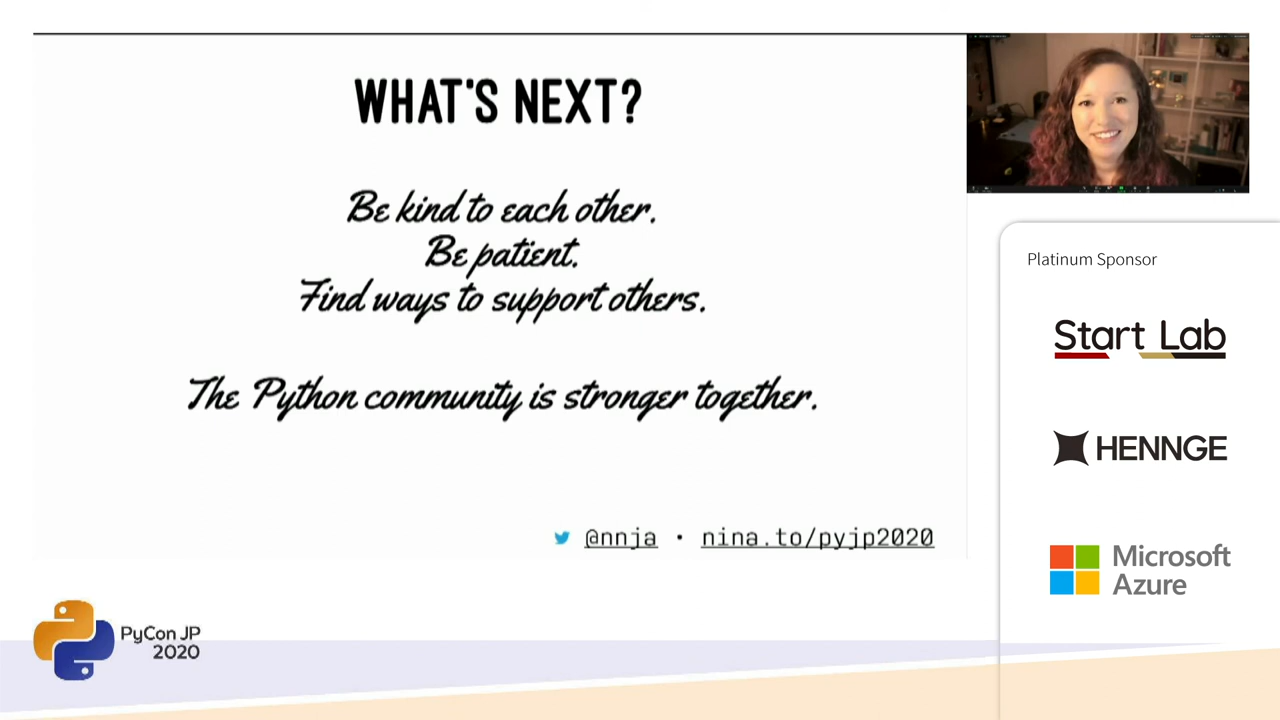 WHAT'S NEXT?
Be kind to each other.
Be patient.
Find ways to support others.
The Python community is stronger together.
@nnja • nina.to/pyjp2020
Platinum Sponsor
Start Lab
HENNGE
Microsoft
Azure
PyCon JP
2020